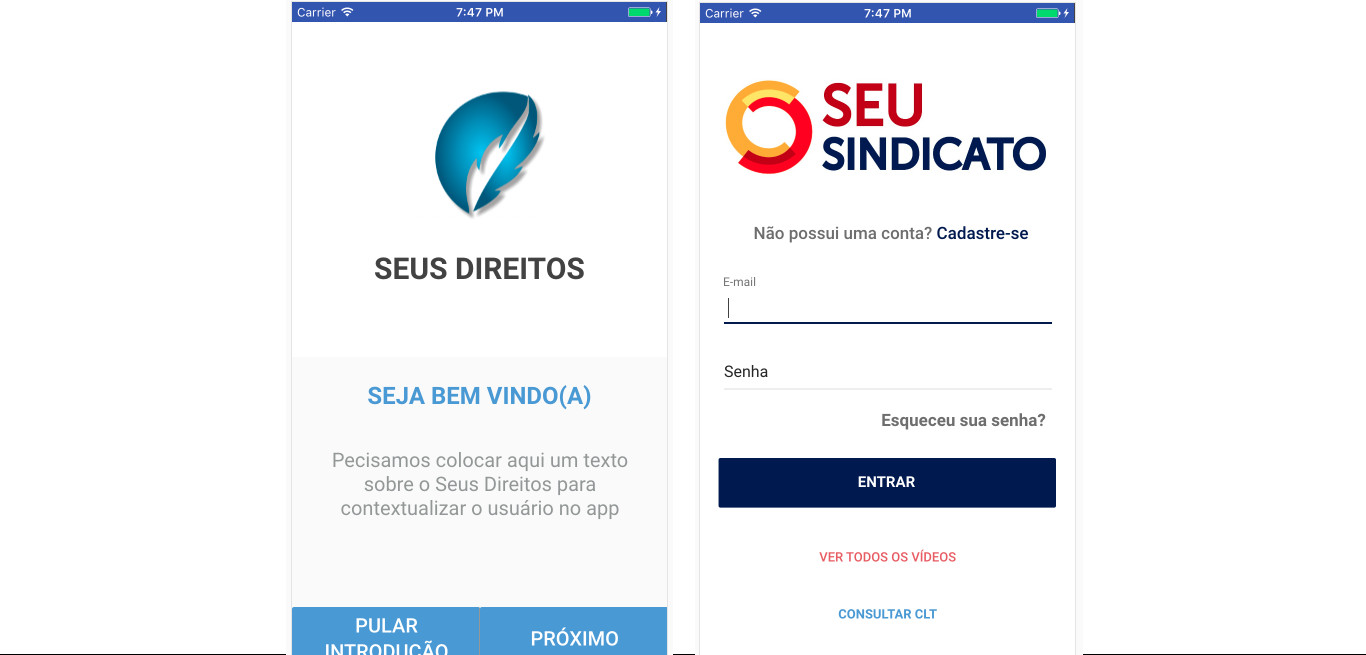 Carrier 7:47 PM
SEUS DIREITOS
SEJA BEM VINDO(A)
Pecisamos colocar aqui um texto
sobre o Seus Direitos para
contextualizar o usuário no app
PULAR
INTRODUÇÃO
PRÓXIMO
Carrier 7:47 PM
SEU
SINDICATO
Não possui uma conta? Cadastre-se
E-mail
Senha
Esqueceu sua senha?
ENTRAR
VER TODOS OS VÍDEOS
CONSULTAR CLT